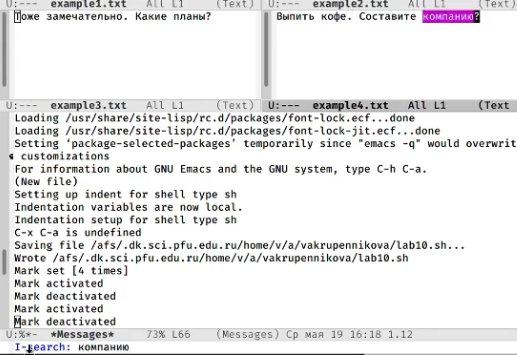 U:--- example1.txt All L1 (Text)
U:--- example2.txt All L1 (Text)
Тоже замечательно. Какие планы?
Выпить кофе. Составите компанию?
U:--- example3.txt All L1 (Text)
U:--- example4.txt All L1 (Text
Loading /usr/share/site-lisp/rc.d/packages/font-lock.ecf...done
Loading /usr/share/site-lisp/rc.d/packages/font-lock-jit.ecf...done
Setting ‘package-selected-packages’ temporarily since "emacs -q" would overwrit
customizations
For information about GNU Emacs and the GNU system, type C-h C-a.
(New file)
Setting up indent for shell type sh
Indentation variables are now local.
Indentation setup for shell type sh
C-x C-a is undefined
Saving file /afs/.dk.sci.pfu.edu.ru/home/v/a/vakrupennikova/lab10.sh...
Wrote /afs/.dk.sci.pfu.edu.ru/home/v/a/vakrupennikova/lab10.sh
Mark set [4 times]
Mark activated
Mark deactivated
Mark activated
Mark deactivated
U:%*- *Messages* 73% L66 (Messages) Ср мая 19 16:18 1.12
I-search: компанию